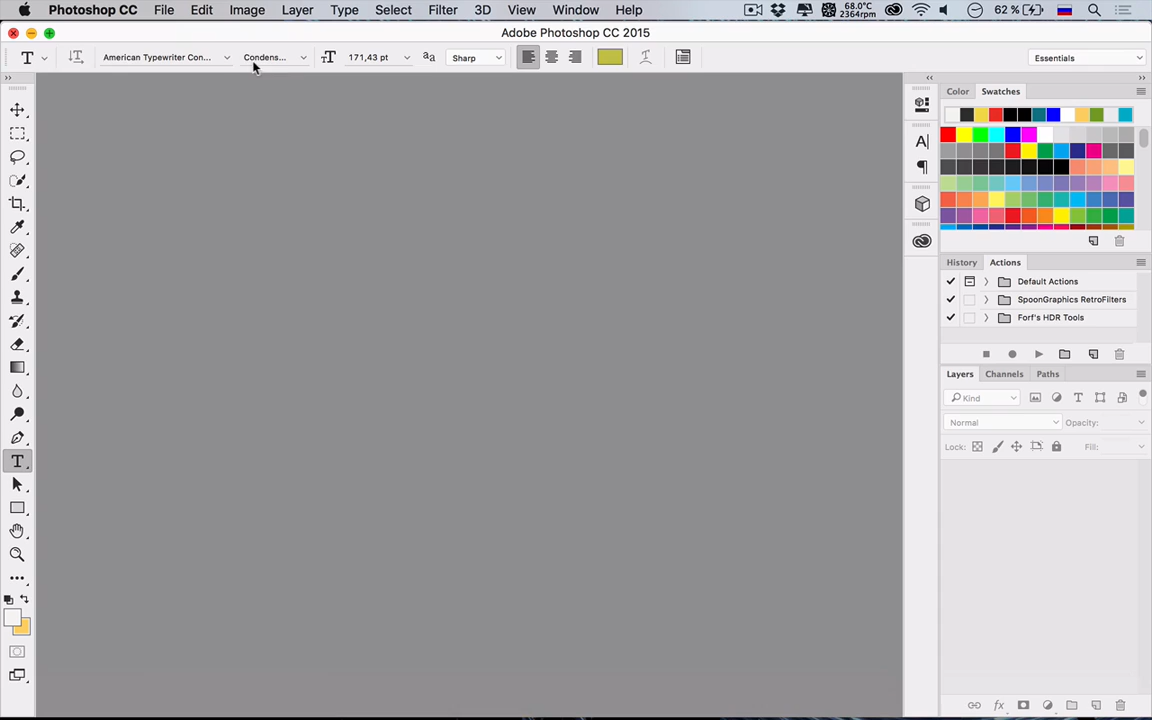 Photoshop CC File Edit Image Layer Type Select Filter 3D View Window Help 68.0°C 2364rpm 62 %
Adobe Photoshop CC 2015
T American Typewriter Con... Condens... 171,43 pt aa Sharp Essentials
Color Swatches
History Actions
Default Actions
SpoonGraphics RetroFilters
Forf's HDR Tools
Layers Channels Paths
Kind
Normal Opacity:
Lock: Fill:
fx